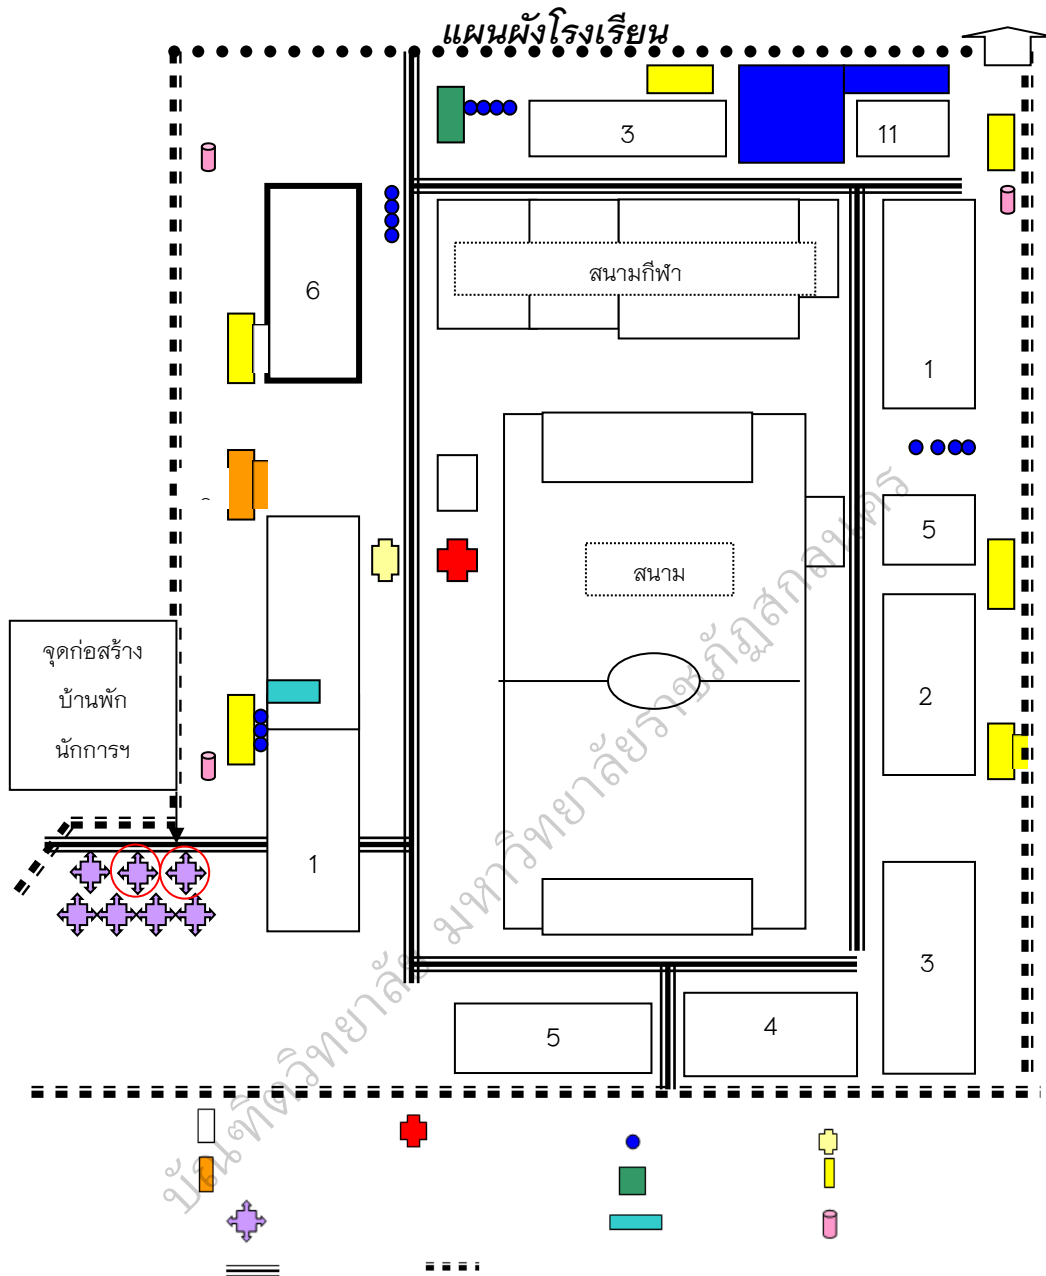 แผนผังโรงเรียน
3
11
สนามกีฬา
6
1
5
สนาม
จุดก่อสร้าง
บ้านพัก
นักการฯ
2
1
3
5
4
บัณฑิตวิทยาลัย มหาวิทยาลัยราชภัฏสกลนคร